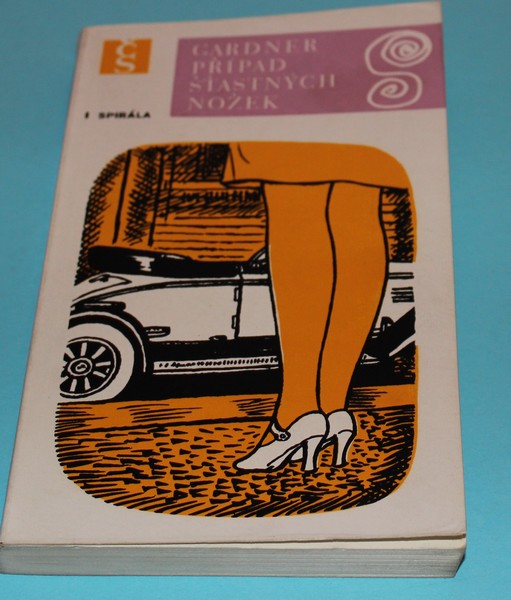 ČS
GARDNER
PŘÍPAD
ŠŤASTNÝCH
NOŽEK
SPIRÁLA